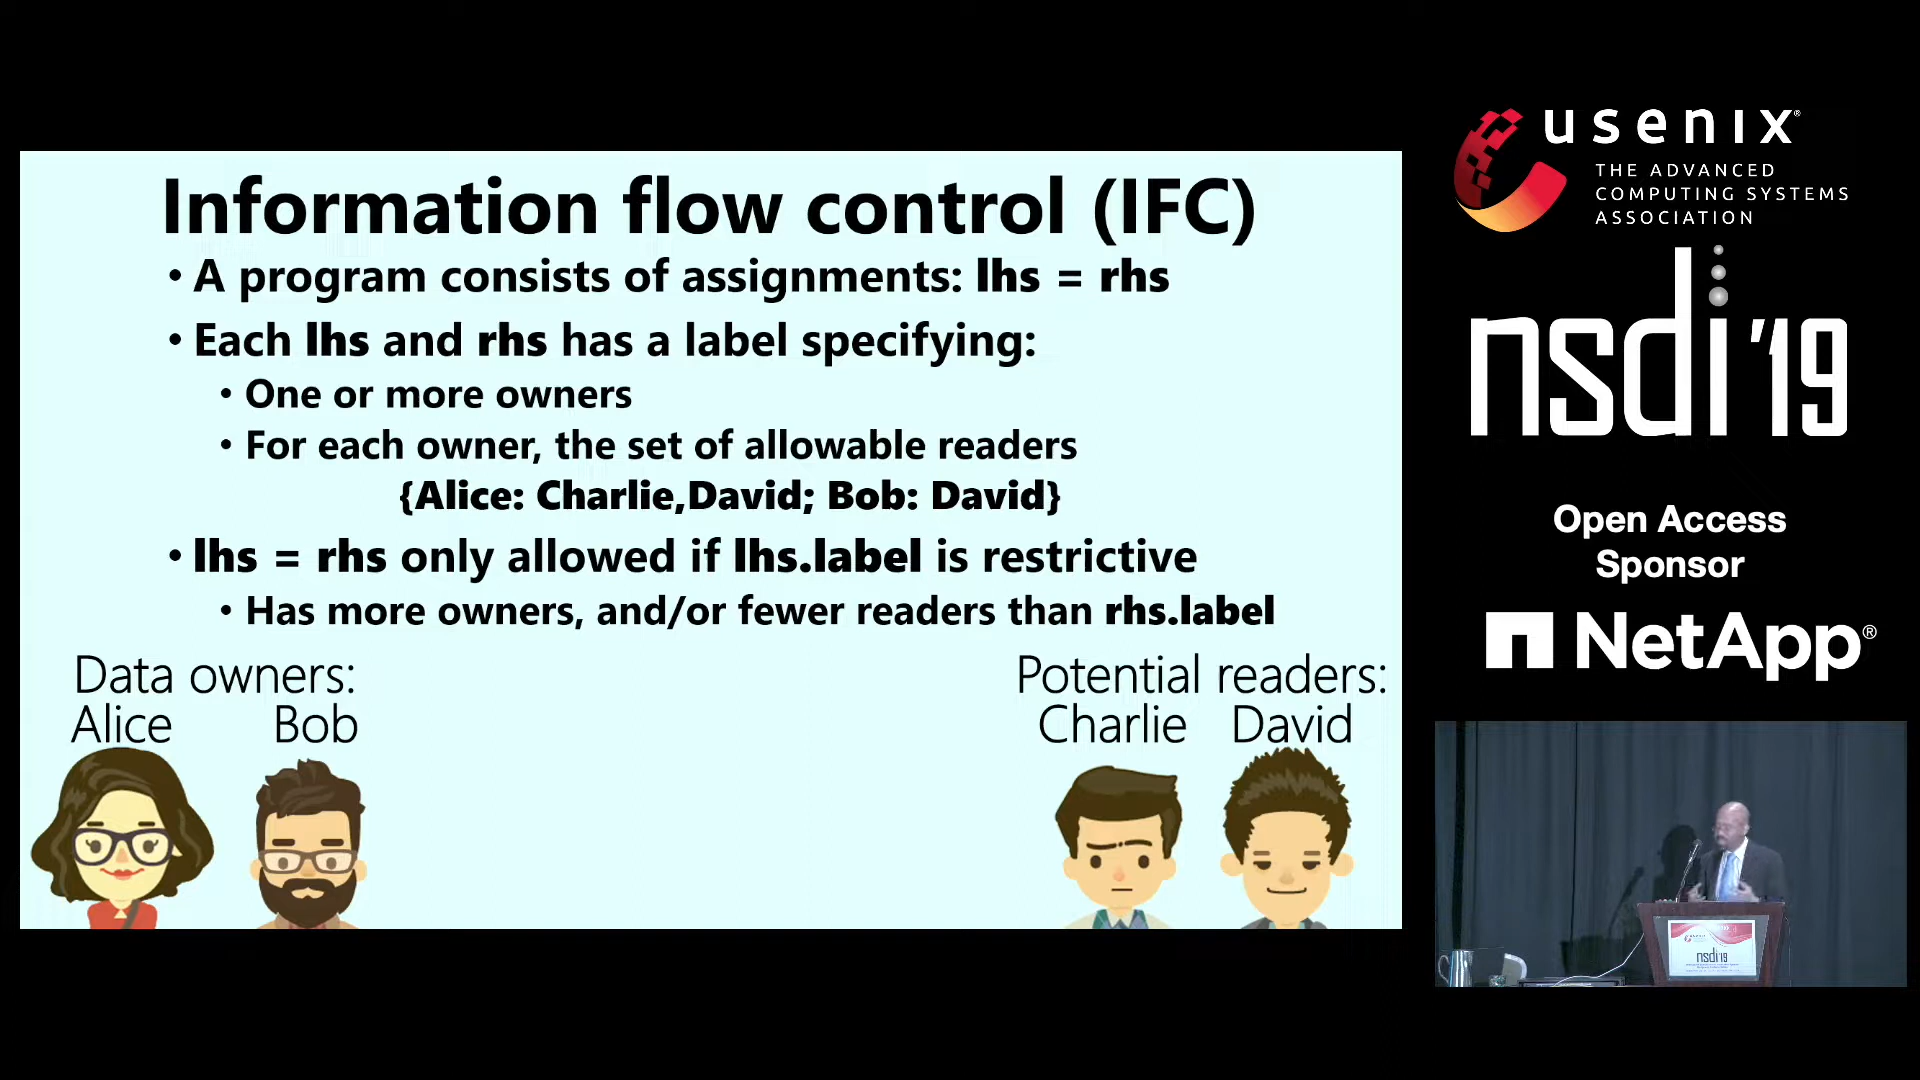 Information flow control (IFC)
• A program consists of assignments: lhs = rhs
• Each lhs and rhs has a label specifying:
• One or more owners
• For each owner, the set of allowable readers
{Alice: Charlie,David; Bob: David}
• lhs = rhs only allowed if lhs.label is restrictive
• Has more owners, and/or fewer readers than rhs.label
Data owners:
Alice Bob
Potential readers:
Charlie David
usenix®
THE ADVANCED
COMPUTING SYSTEMS
ASSOCIATION
nsdi '19
Open Access
Sponsor
NetApp®
nsdi'19